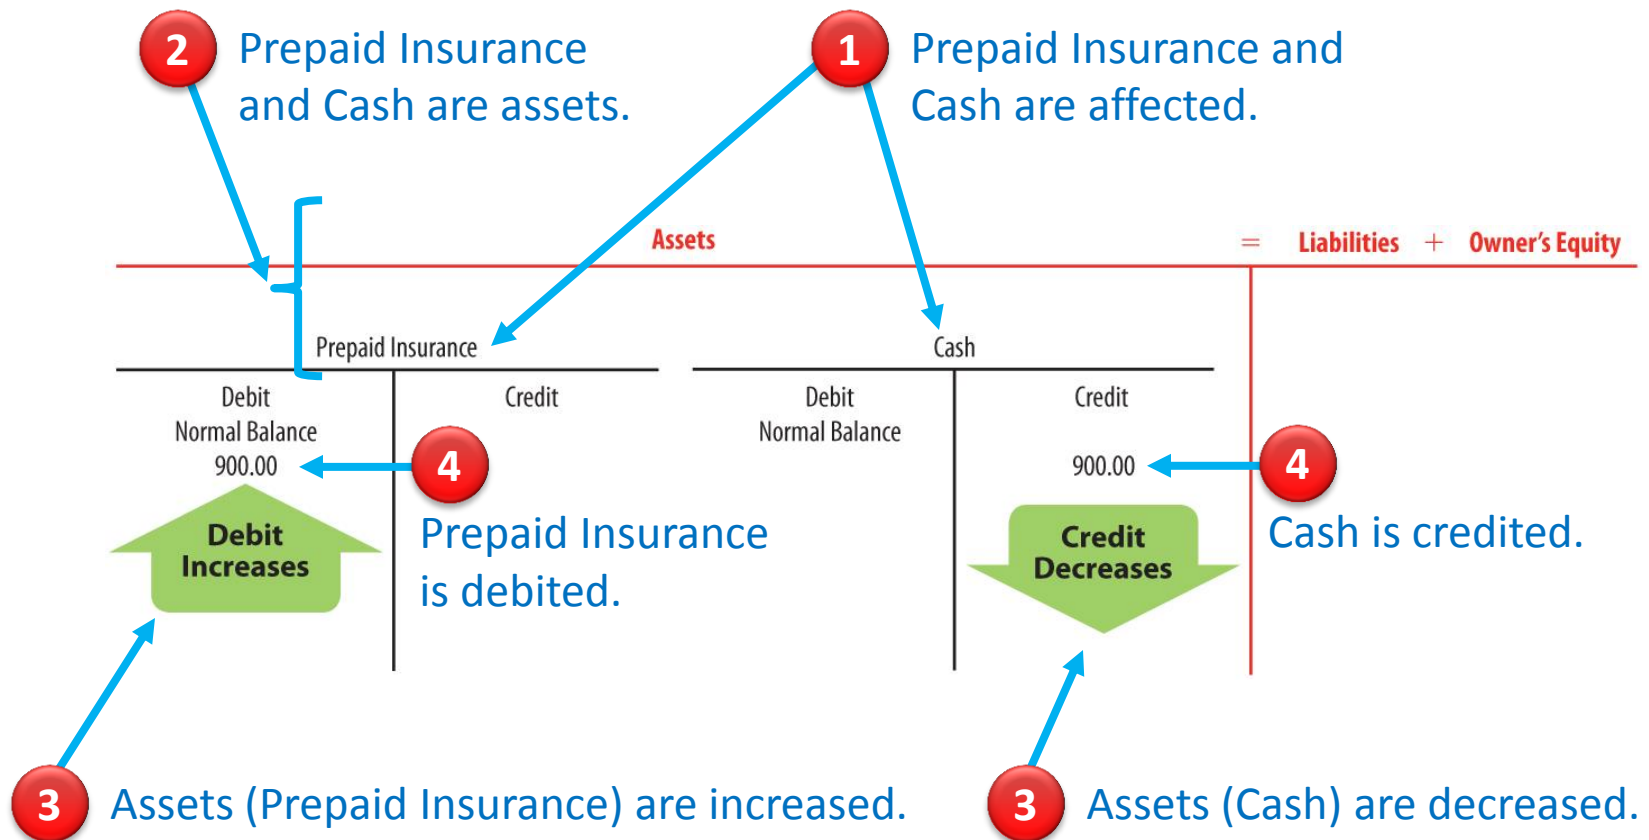 2
Prepaid Insurance
and Cash are assets.
1
Prepaid Insurance and
Cash are affected.
Assets = Liabilities + Owner's Equity
Prepaid Insurance
Debit Credit
Normal Balance
900.00
4
Debit
Increases
Prepaid Insurance
is debited.
Cash
Debit Credit
Normal Balance
900.00
4
Credit
Decreases
Cash is credited.
3 Assets (Prepaid Insurance) are increased.
3 Assets (Cash) are decreased.